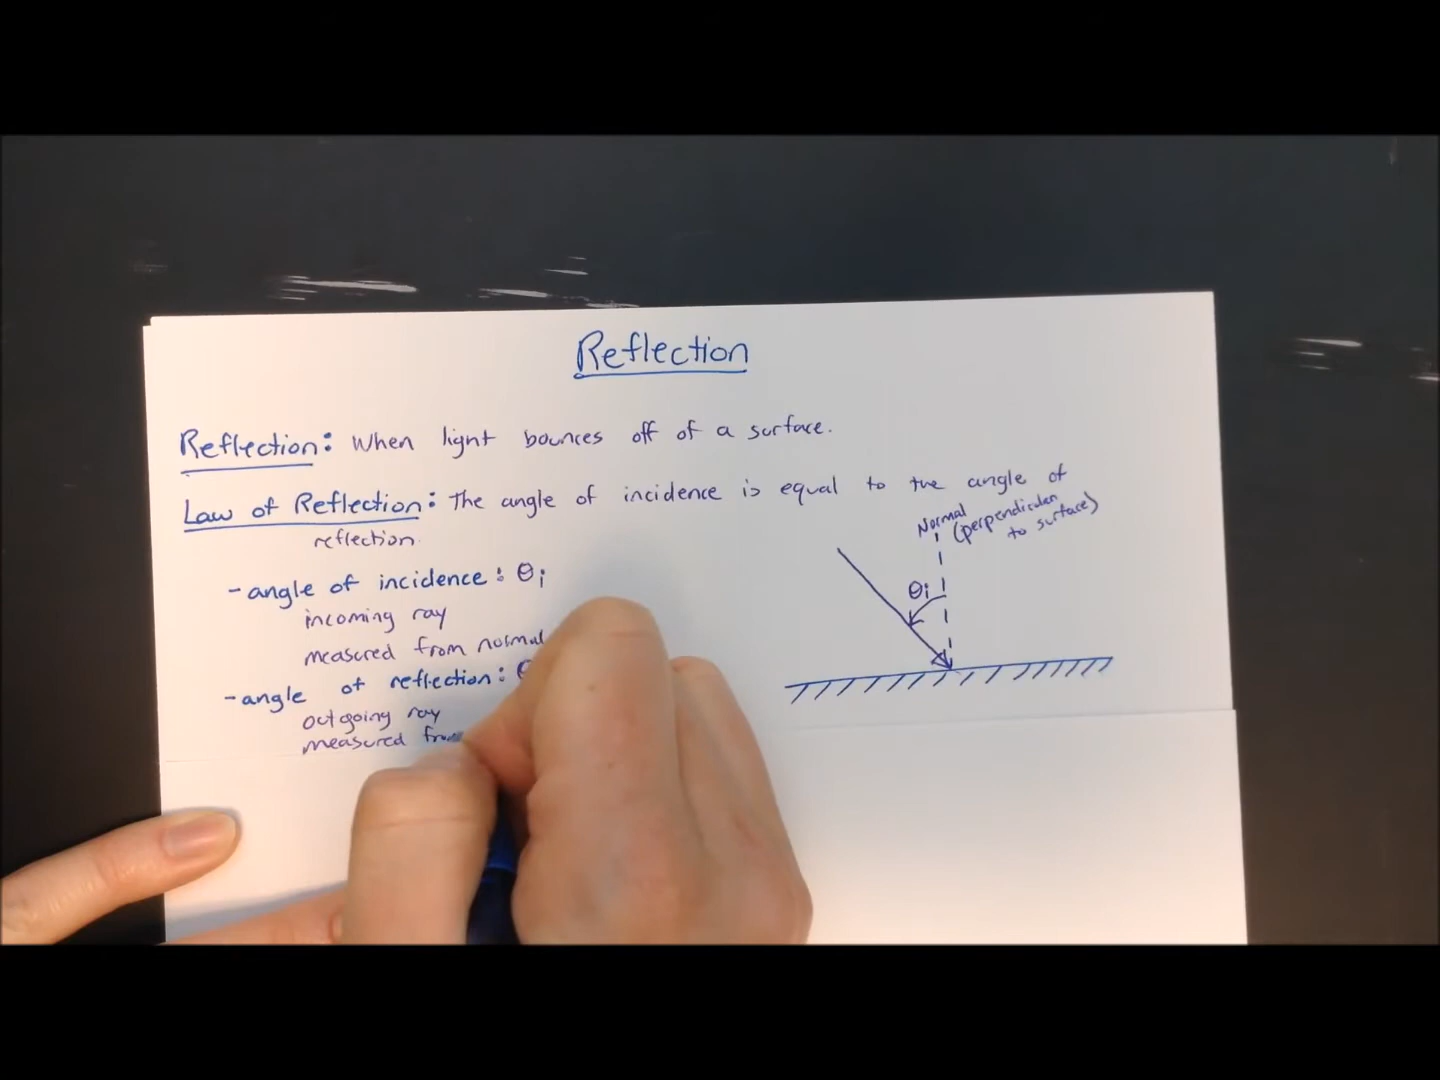 Reflection
Reflection: When light bounces off of a surface.
Law of Reflection: The angle of incidence is equal to the angle of
reflection.
- angle of incidence: θi
incoming ray
measured from normal
- angle of reflection: θ
outgoing ray
measured from
Normal
(perpendicular
to surface)
θi